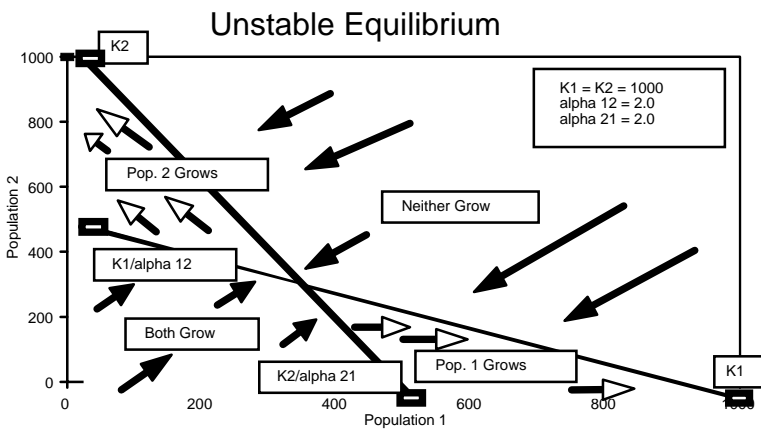 Unstable Equilibrium
K2
1000
K1 = K2 = 1000
alpha 12 = 2.0
alpha 21 = 2.0
800
Pop. 2 Grows
600
Population 2
Neither Grow
400
K1/alpha 12
200
Both Grow
Pop. 1 Grows
K2/alpha 21
K1
0
0
200
400
600
800
1000
Population 1